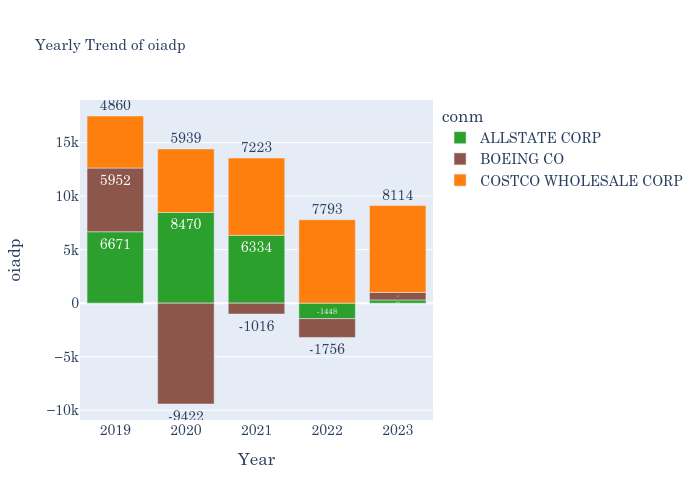 Yearly Trend of oiadp
conm
ALLSTATE CORP
BOEING CO
COSTCO WHOLESALE CORP
oiadp
15k
10k
5k
0
−5k
−10k
4860
5952
6671
5939
8470
-9422
7223
6334
-1016
7793
-1448
-1756
8114
2019
2020
2021
2022
2023
Year